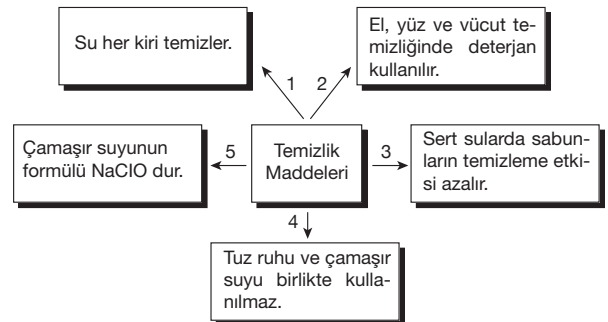 Su her kiri temizler.
El, yüz ve vücut te-
mizliğinde deterjan
kullanılır.
1
2
Çamaşır suyunun
formülü NaClO dur.
5
Temizlik
Maddeleri
3
Sert sularda sabun-
ların temizleme etki-
si azalır.
4
Tuz ruhu ve çamaşır
suyu birlikte kulla-
nılmaz.